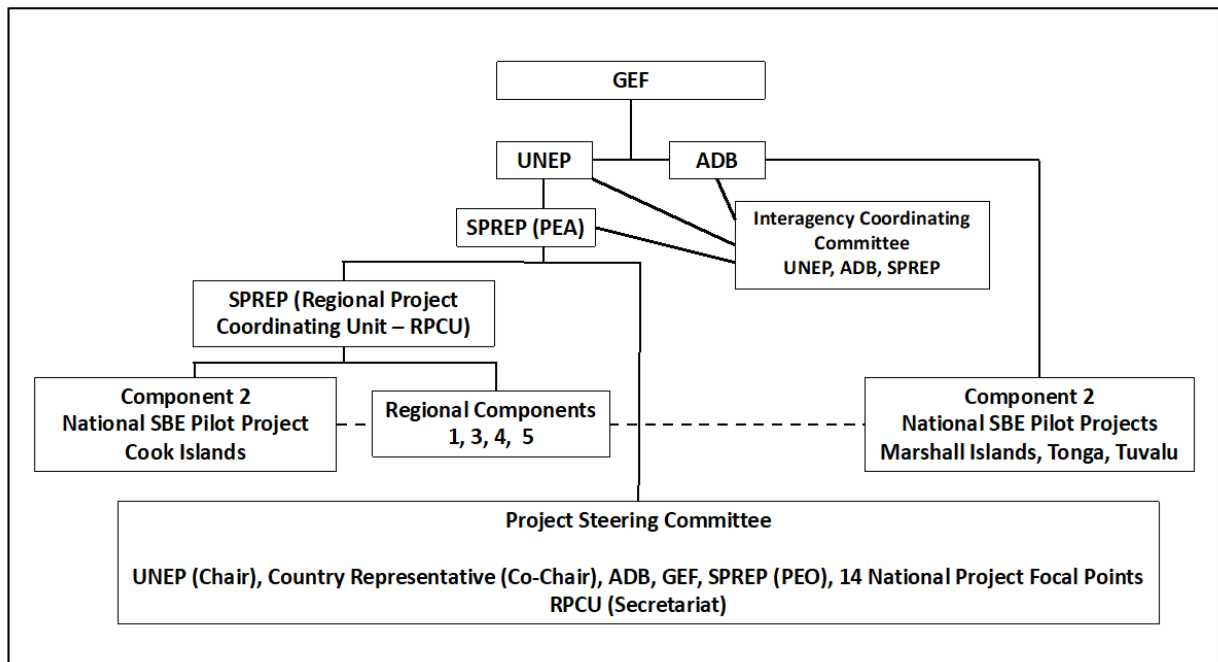 GEF
UNEP
ADB
SPREP (PEA)
Interagency Coordinating
Committee
UNEP, ADB, SPREP
SPREP (Regional Project
Coordinating Unit – RPCU)
Component 2
National SBE Pilot Project
Cook Islands
Regional Components
1, 3, 4, 5
Component 2
National SBE Pilot Projects
Marshall Islands, Tonga, Tuvalu
Project Steering Committee
UNEP (Chair), Country Representative (Co-Chair), ADB, GEF, SPREP (PEO), 14 National Project Focal Points
RPCU (Secretariat)